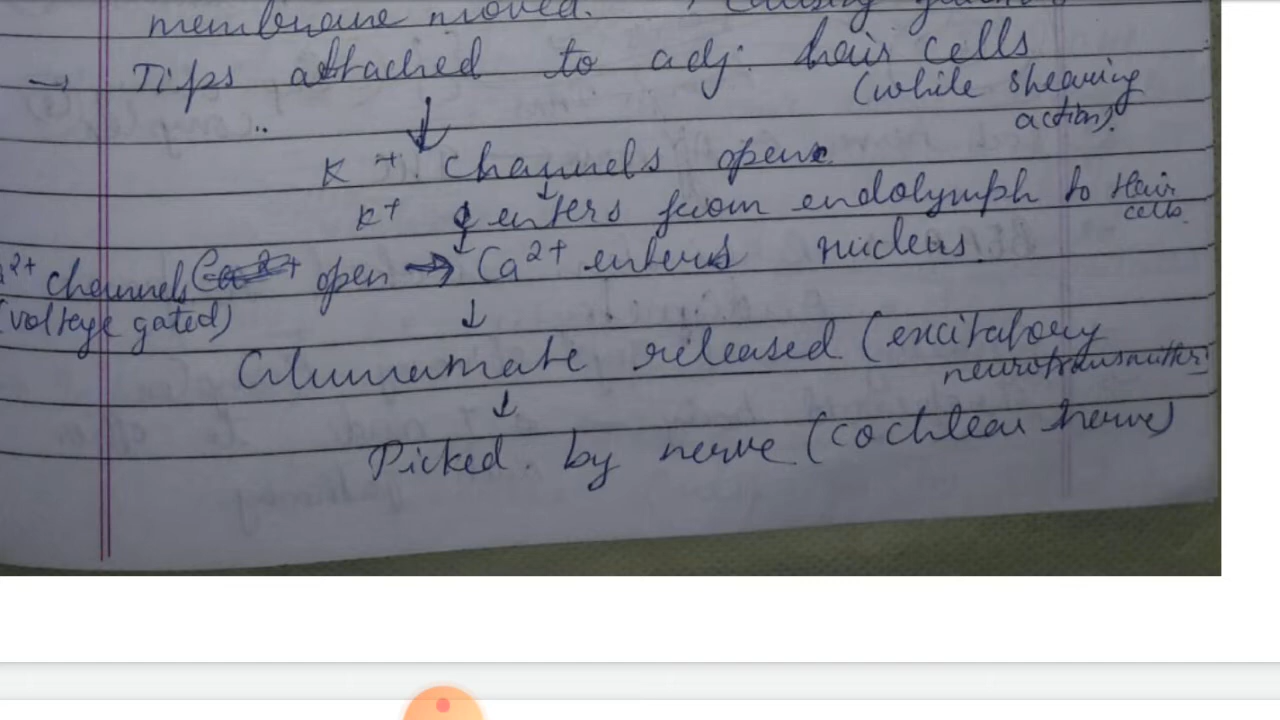 membrane moved. Causing
→ Tips attached to adj. hair cells
(while shearing
action).
↓
K+ channels open
↓
K+ enters from endolymph to Hair
cells.
↓
2+ channels open → Ca2+ enters nucleus.
(voltage gated)
↓
released (excitatory
neurotransmitter)
↓
Picked by nerve (cochlear nerve)